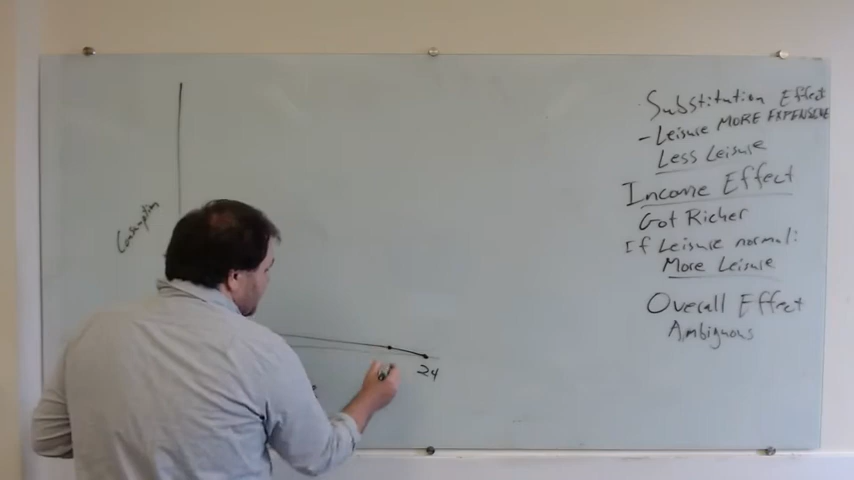 Consumption
24
Substitution Effect
- Leisure MORE EXPENSIVE
Less Leisure
Income Effect
Got Richer
If Leisure normal:
More Leisure
Overall Effect
Ambiguous